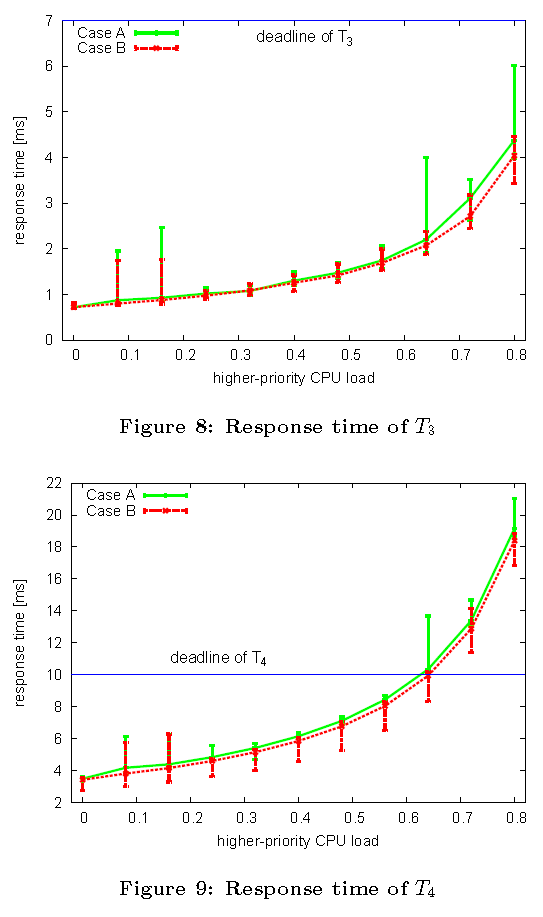 7
6
5
4
3
2
1
0
response time [ms]
Case A
Case B
deadline of T3
0 0.1 0.2 0.3 0.4 0.5 0.6 0.7 0.8
higher-priority CPU load
Figure 8: Response time of T3
22
20
18
16
14
12
10
8
6
4
2
response time [ms]
Case A
Case B
deadline of T4
0 0.1 0.2 0.3 0.4 0.5 0.6 0.7 0.8
higher-priority CPU load
Figure 9: Response time of T4